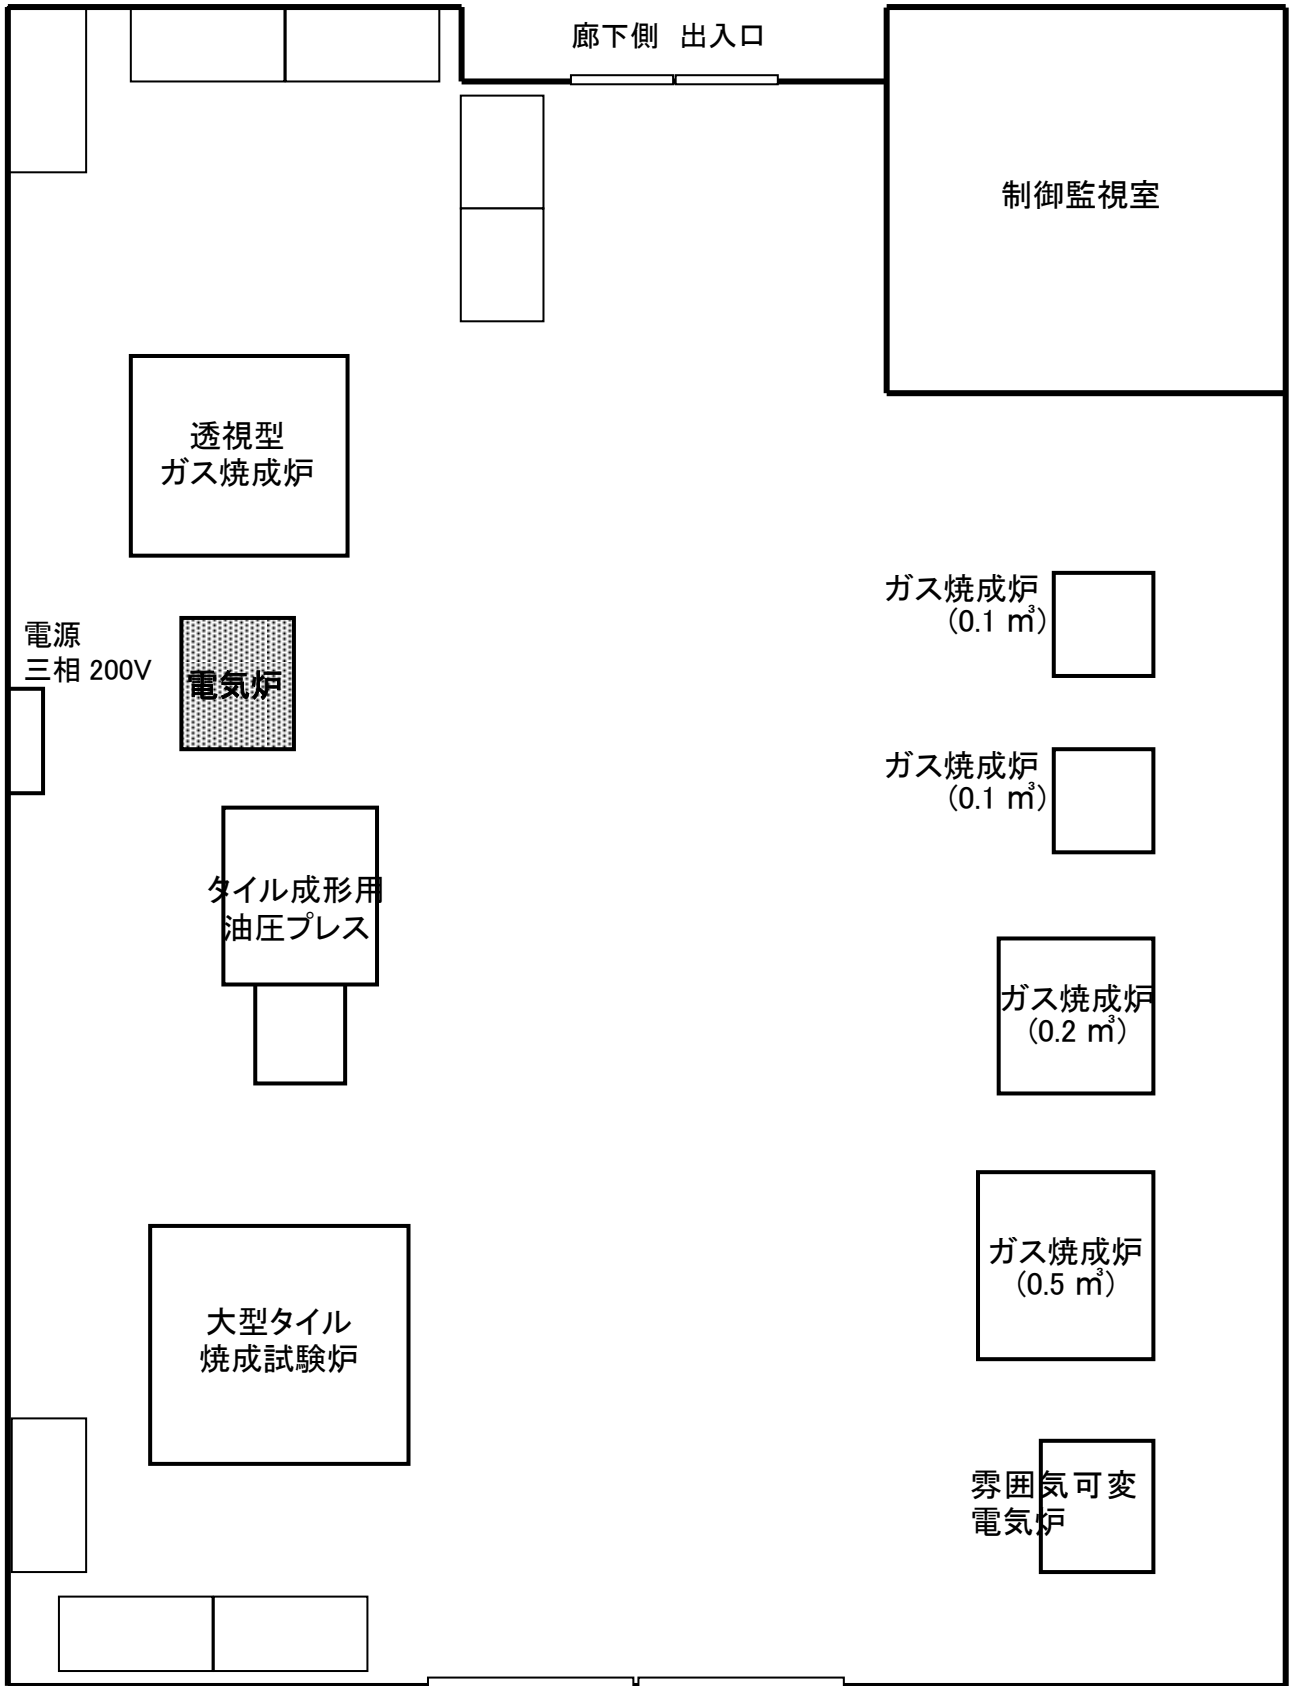 廊下側 出入口
制御監視室
透視型
ガス焼成炉
ガス焼成炉
(0.1 ㎥)
電源
三相 200V
電気炉
ガス焼成炉
(0.1 ㎥)
タイル成形用
油圧プレス
ガス焼成炉
(0.2 ㎥)
ガス焼成炉
(0.5 ㎥)
大型タイル
焼成試験炉
雰囲気可変
電気炉